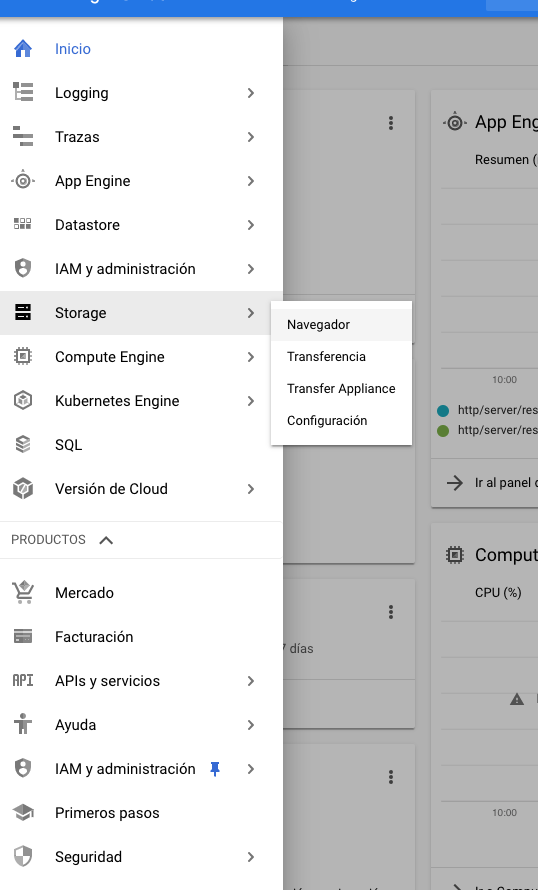 Inicio
Logging
Trazas
App Engine
Datastore
IAM y administración
Storage
Compute Engine
Kubernetes Engine
SQL
Versión de Cloud
PRODUCTOS
Mercado
Facturación
API
APIs y servicios
Ayuda
IAM y administración
Primeros pasos
Seguridad
Navegador
Transferencia
Transfer Appliance
Configuración
7 días
App Eng
Resumen (
10:00
http/server/res
http/server/res
Ir al panel
Comput
CPU (%)
10:00